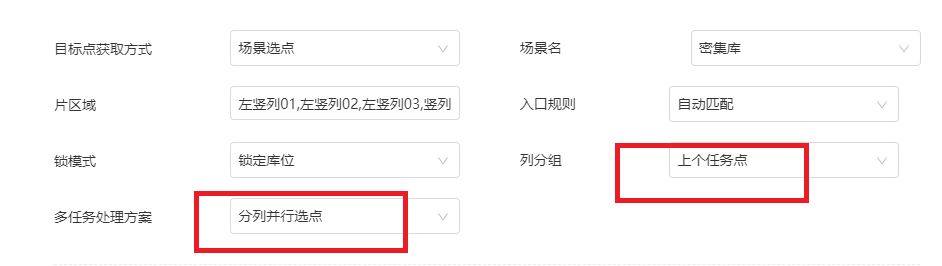 目标点获取方式 场景选点 场景名 密集库
片区域 左竖列01,左竖列02,左竖列03,竖列 入口规则 自动匹配
锁模式 锁定库位 列分组 上个任务点
多任务处理方案 分列并行选点